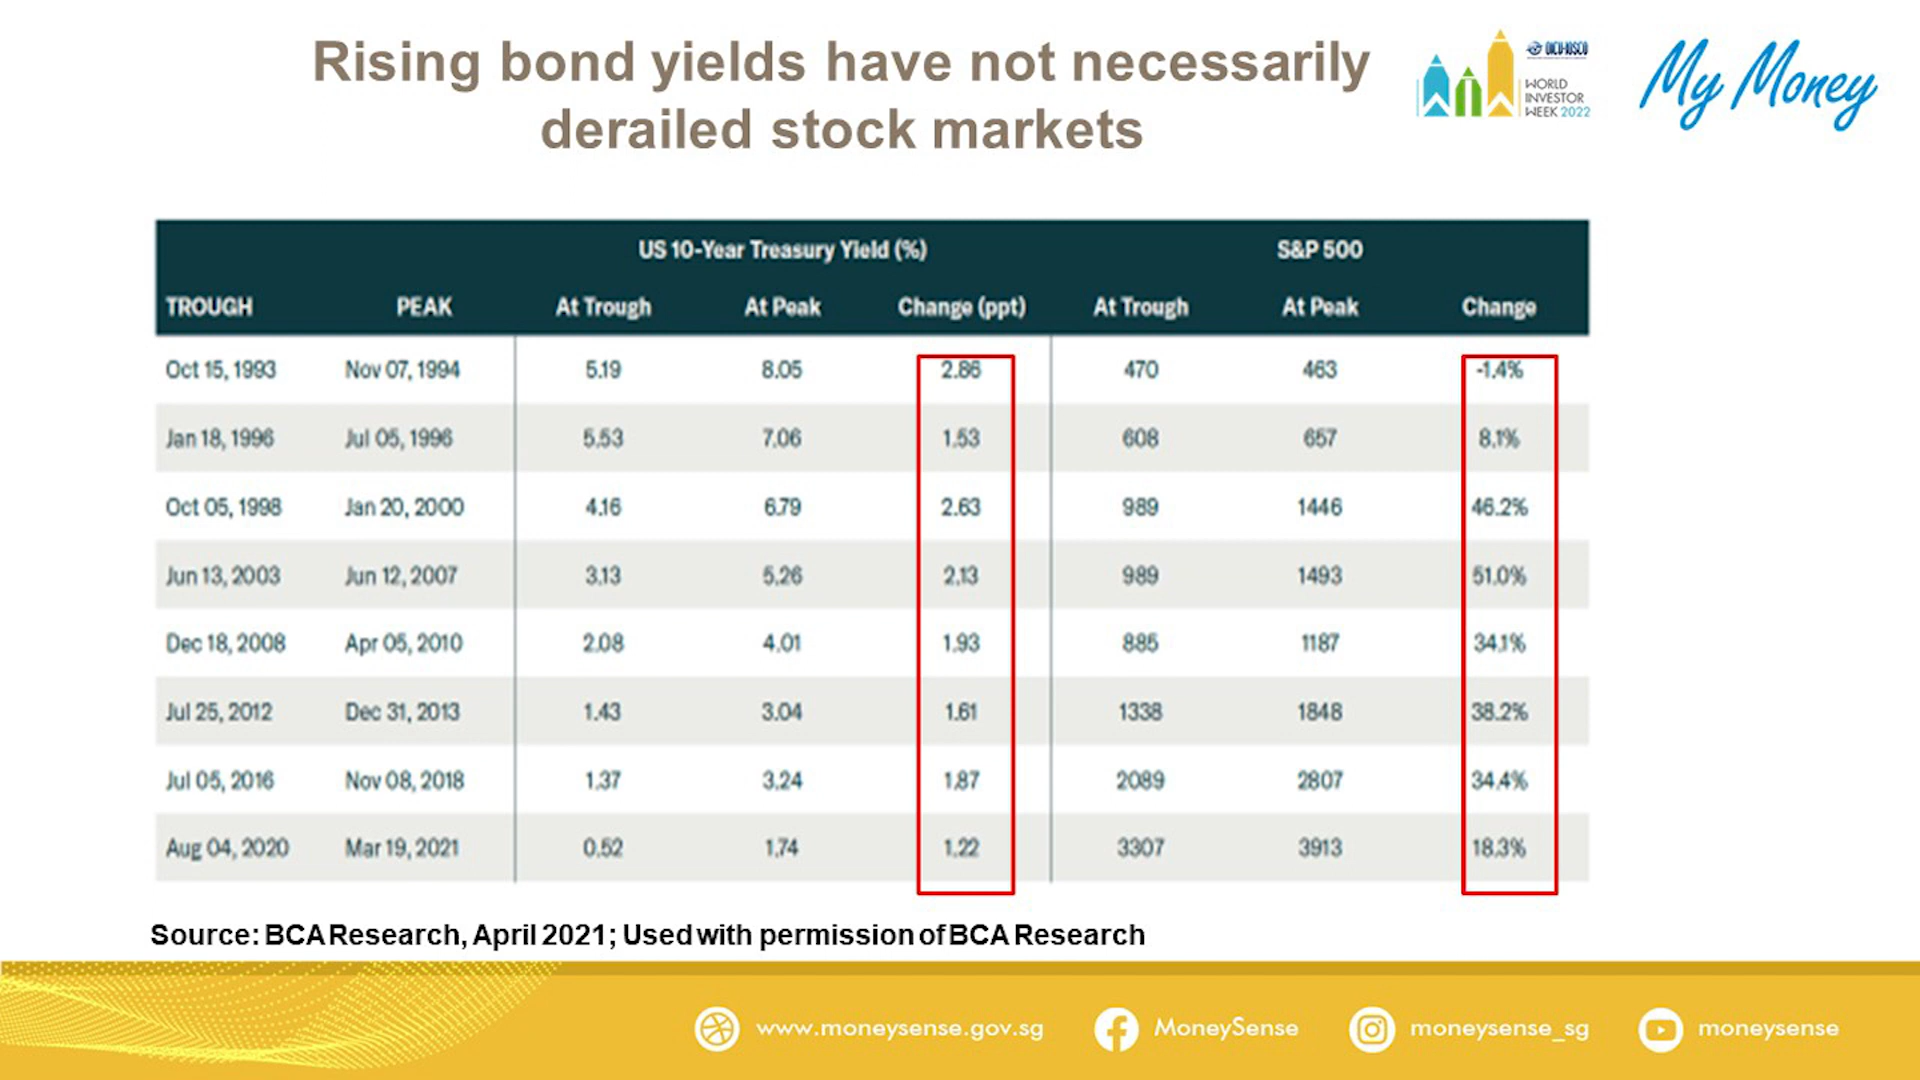 Rising bond yields have not necessarily
derailed stock markets
OICU-IOSCO
WORLD
INVESTOR
WEEK 2022
My Money
US 10-Year Treasury Yield (%) S&P 500
TROUGH PEAK At Trough At Peak Change (ppt) At Trough At Peak Change
Oct 15, 1993 Nov 07, 1994 5.19 8.05 2.86 470 463 -1.4%
Jan 18, 1996 Jul 05, 1996 5.53 7.06 1.53 608 657 8.1%
Oct 05, 1998 Jan 20, 2000 4.16 6.79 2.63 989 1446 46.2%
Jun 13, 2003 Jun 12, 2007 3.13 5.26 2.13 989 1493 51.0%
Dec 18, 2008 Apr 05, 2010 2.08 4.01 1.93 885 1187 34.1%
Jul 25, 2012 Dec 31, 2013 1.43 3.04 1.61 1338 1848 38.2%
Jul 05, 2016 Nov 08, 2018 1.37 3.24 1.87 2089 2807 34.4%
Aug 04, 2020 Mar 19, 2021 0.52 1.74 1.22 3307 3913 18.3%
Source: BCA Research, April 2021; Used with permission of BCA Research
www.moneysense.gov.sg MoneySense moneysense_sg moneysense